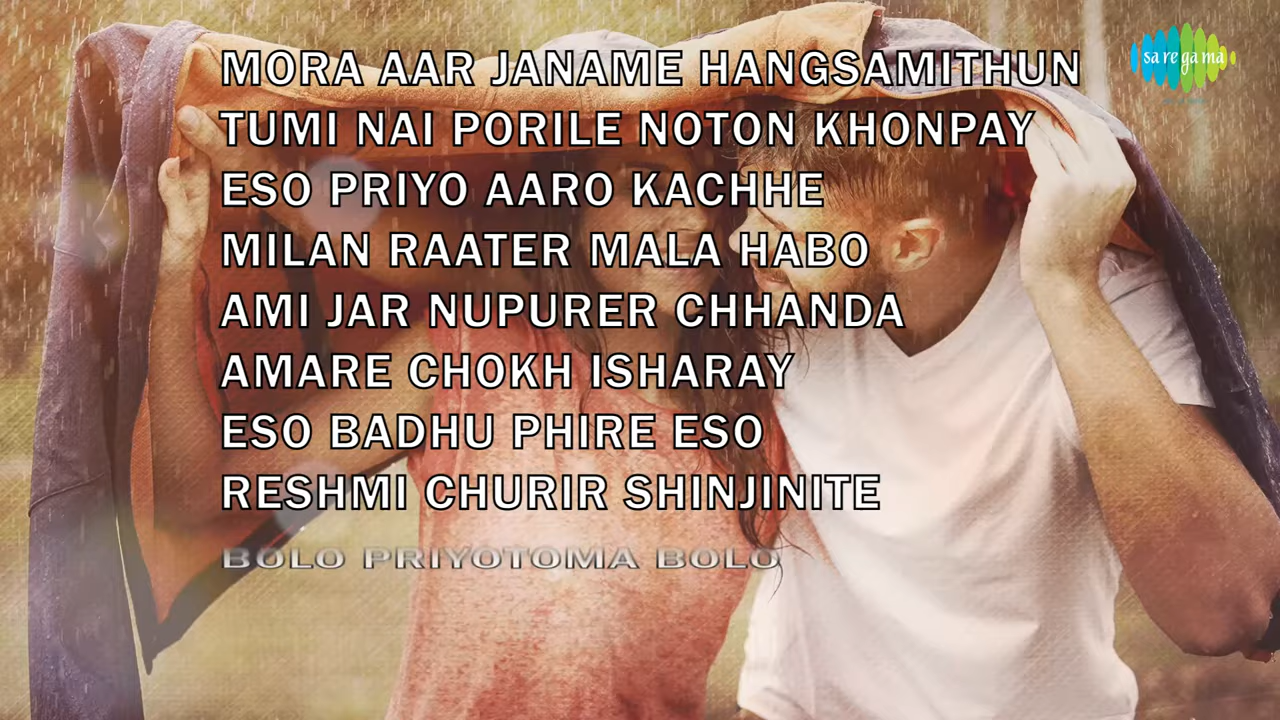 MORA AAR JANAME HANGSAMITHUN
TUMI NAI PORILE NOTON KHONPAY
ESO PRIYO AARO KACHHE
MILAN RAATER MALA HABO
AMI JAR NUPURER CHHANDA
AMARE CHOKH ISHARAY
ESO BADHU PHIRE ESO
RESHMI CHURIR SHINJINITE
BOLO PRIYOTOMA BOLO
saregama